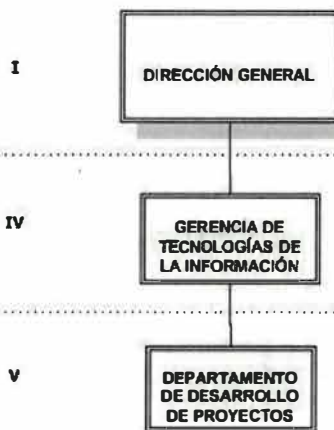 I
DIRECCIÓN GENERAL
IV
GERENCIA DE
TECNOLOGÍAS DE
LA INFORMACIÓN
V
DEPARTAMENTO
DE DESARROLLO
DE PROYECTOS